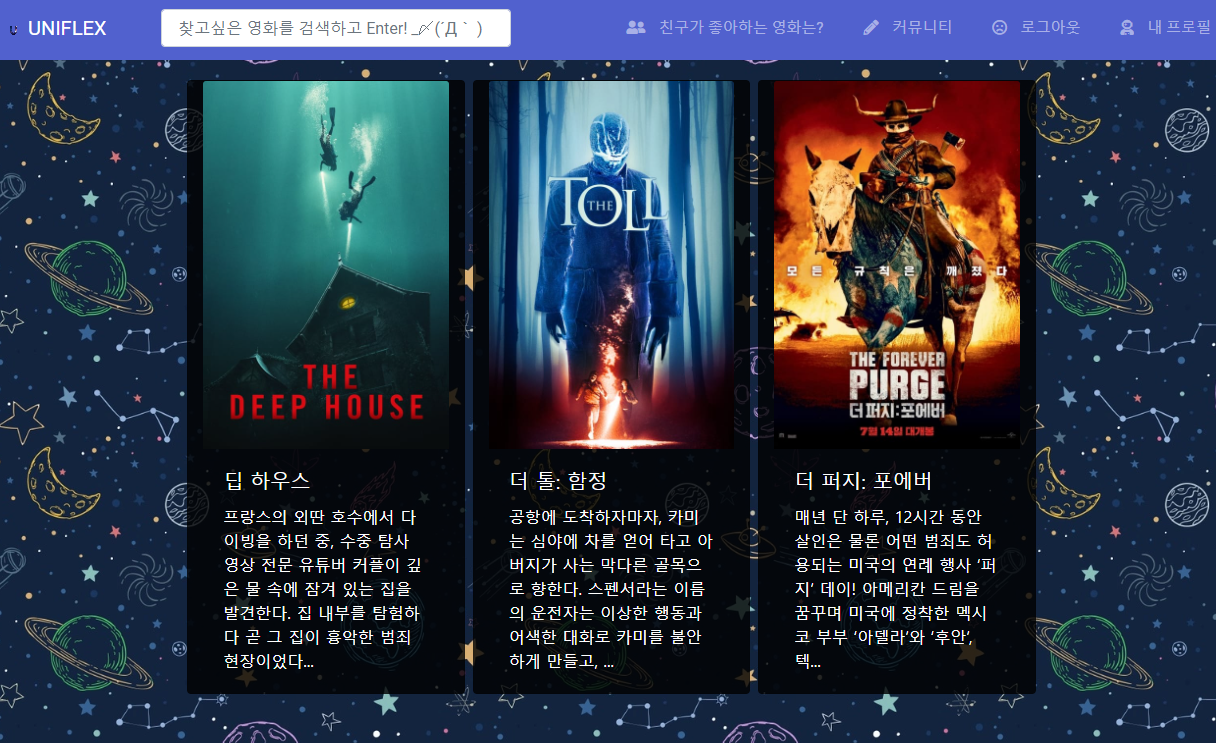 UNIFLEX
찾고싶은 영화를 검색하고 Enter! _〆(´Д｀ )
친구가 좋아하는 영화는?
커뮤니티
로그아웃
내 프로필
THE
DEEP HOUSE
THE TOLL
모든 규칙은 깨졌다
THE FOREVER
PURGE
더 퍼지:포에버
7월 14일 대개봉
딥 하우스
프랑스의 외딴 호수에서 다
이빙을 하던 중, 수중 탐사
영상 전문 유튜버 커플이 깊
은 물 속에 잠겨 있는 집을
발견한다. 집 내부를 탐험하
다 곧 그 집이 흉악한 범죄
현장이었다...
더 톨: 함정
공항에 도착하자마자, 카미
는 심야에 차를 얻어 타고 아
버지가 사는 막다른 골목으
로 향한다. 스펜서라는 이름
의 운전자는 이상한 행동과
어색한 대화로 카미를 불안
하게 만들고, ...
더 퍼지: 포에버
매년 단 하루, 12시간 동안
살인은 물론 어떤 범죄도 허
용되는 미국의 연례 행사 ‘퍼
지’ 데이! 아메리칸 드림을
꿈꾸며 미국에 정착한 멕시
코 부부 ‘아델라’와 ‘후안’,
텍...